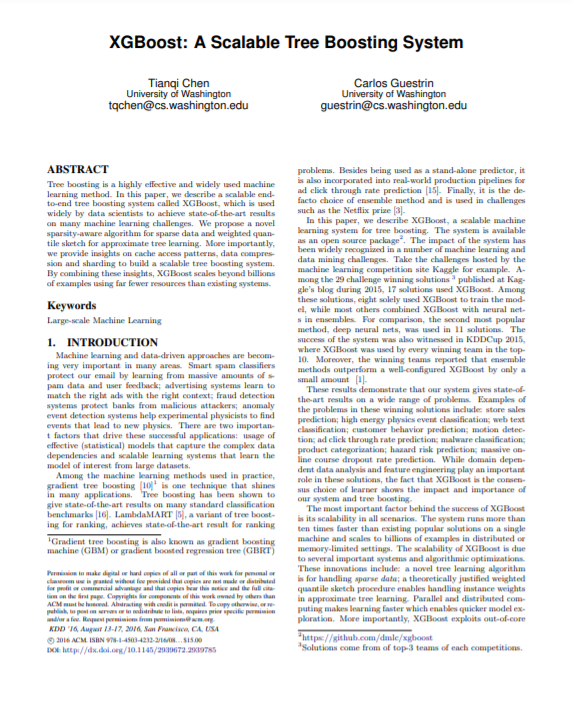 XGBoost: A Scalable Tree Boosting System
Tianqi Chen
University of Washington
tqchen@cs.washington.edu
Carlos Guestrin
University of Washington
guestrin@cs.washington.edu
ABSTRACT
Tree boosting is a highly effective and widely used machine
learning method. In this paper, we describe a scalable end-
to-end tree boosting system called XGBoost, which is used
widely by data scientists to achieve state-of-the-art results
on many machine learning challenges. We propose a novel
sparsity-aware algorithm for sparse data and weighted quan-
tile sketch for approximate tree learning. More importantly,
we provide insights on cache access patterns, data compres-
sion and sharding to build a scalable tree boosting system.
By combining these insights, XGBoost scales beyond billions
of examples using far fewer resources than existing systems.
Keywords
Large-scale Machine Learning
1. INTRODUCTION
Machine learning and data-driven approaches are becom-
ing very important in many areas. Smart spam classifiers
protect our email by learning from massive amounts of s-
pam data and user feedback; advertising systems learn to
match the right ads with the right context; fraud detection
systems protect banks from malicious attackers; anomaly
event detection systems help experimental physicists to find
events that lead to new physics. There are two importan-
t factors that drive these successful applications: usage of
effective (statistical) models that capture the complex data
dependencies and scalable learning systems that learn the
model of interest from large datasets.
Among the machine learning methods used in practice,
gradient tree boosting [10]¹ is one technique that shines
in many applications. Tree boosting has been shown to
give state-of-the-art results on many standard classification
benchmarks [16]. LambdaMART [5], a variant of tree boost-
ing for ranking, achieves state-of-the-art result for ranking
¹Gradient tree boosting is also known as gradient boosting
machine (GBM) or gradient boosted regression tree (GBRT)
Permission to make digital or hard copies of all or part of this work for personal or
classroom use is granted without fee provided that copies are not made or distributed
for profit or commercial advantage and that copies bear this notice and the full cita-
tion on the first page. Copyrights for components of this work owned by others than
ACM must be honored. Abstracting with credit is permitted. To copy otherwise, or re-
publish, to post on servers or to redistribute to lists, requires prior specific permission
and/or a fee. Request permissions from permissions@acm.org.
KDD '16, August 13-17, 2016, San Francisco, CA, USA
© 2016 ACM. ISBN 978-1-4503-4232-2/16/08…$15.00
DOI: http://dx.doi.org/10.1145/2939672.2939785
problems. Besides being used as a stand-alone predictor, it
is also incorporated into real-world production pipelines for
ad click through rate prediction [15]. Finally, it is the de-
facto choice of ensemble method and is used in challenges
such as the Netflix prize [3].
In this paper, we describe XGBoost, a scalable machine
learning system for tree boosting. The system is available
as an open source package². The impact of the system has
been widely recognized in a number of machine learning and
data mining challenges. Take the challenges hosted by the
machine learning competition site Kaggle for example. A-
mong the 29 challenge winning solutions ³ published at Kag-
gle's blog during 2015, 17 solutions used XGBoost. Among
these solutions, eight solely used XGBoost to train the mod-
el, while most others combined XGBoost with neural net-
s in ensembles. For comparison, the second most popular
method, deep neural nets, was used in 11 solutions. The
success of the system was also witnessed in KDDCup 2015,
where XGBoost was used by every winning team in the top-
10. Moreover, the winning teams reported that ensemble
methods outperform a well-configured XGBoost by only a
small amount [1].
These results demonstrate that our system gives state-of-
the-art results on a wide range of problems. Examples of
the problems in these winning solutions include: store sales
prediction; high energy physics event classification; web text
classification; customer behavior prediction; motion detec-
tion; ad click through rate prediction; malware classification;
product categorization; hazard risk prediction; massive on-
line course dropout rate prediction. While domain depen-
dent data analysis and feature engineering play an important
role in these solutions, the fact that XGBoost is the consen-
sus choice of learner shows the impact and importance of
our system and tree boosting.
The most important factor behind the success of XGBoost
is its scalability in all scenarios. The system runs more than
ten times faster than existing popular solutions on a single
machine and scales to billions of examples in distributed or
memory-limited settings. The scalability of XGBoost is due
to several important systems and algorithmic optimizations.
These innovations include: a novel tree learning algorithm
is for handling sparse data; a theoretically justified weighted
quantile sketch procedure enables handling instance weights
in approximate tree learning. Parallel and distributed com-
puting makes learning faster which enables quicker model ex-
ploration. More importantly, XGBoost exploits out-of-core
²https://github.com/dmlc/xgboost
³Solutions come from of top-3 teams of each competitions.